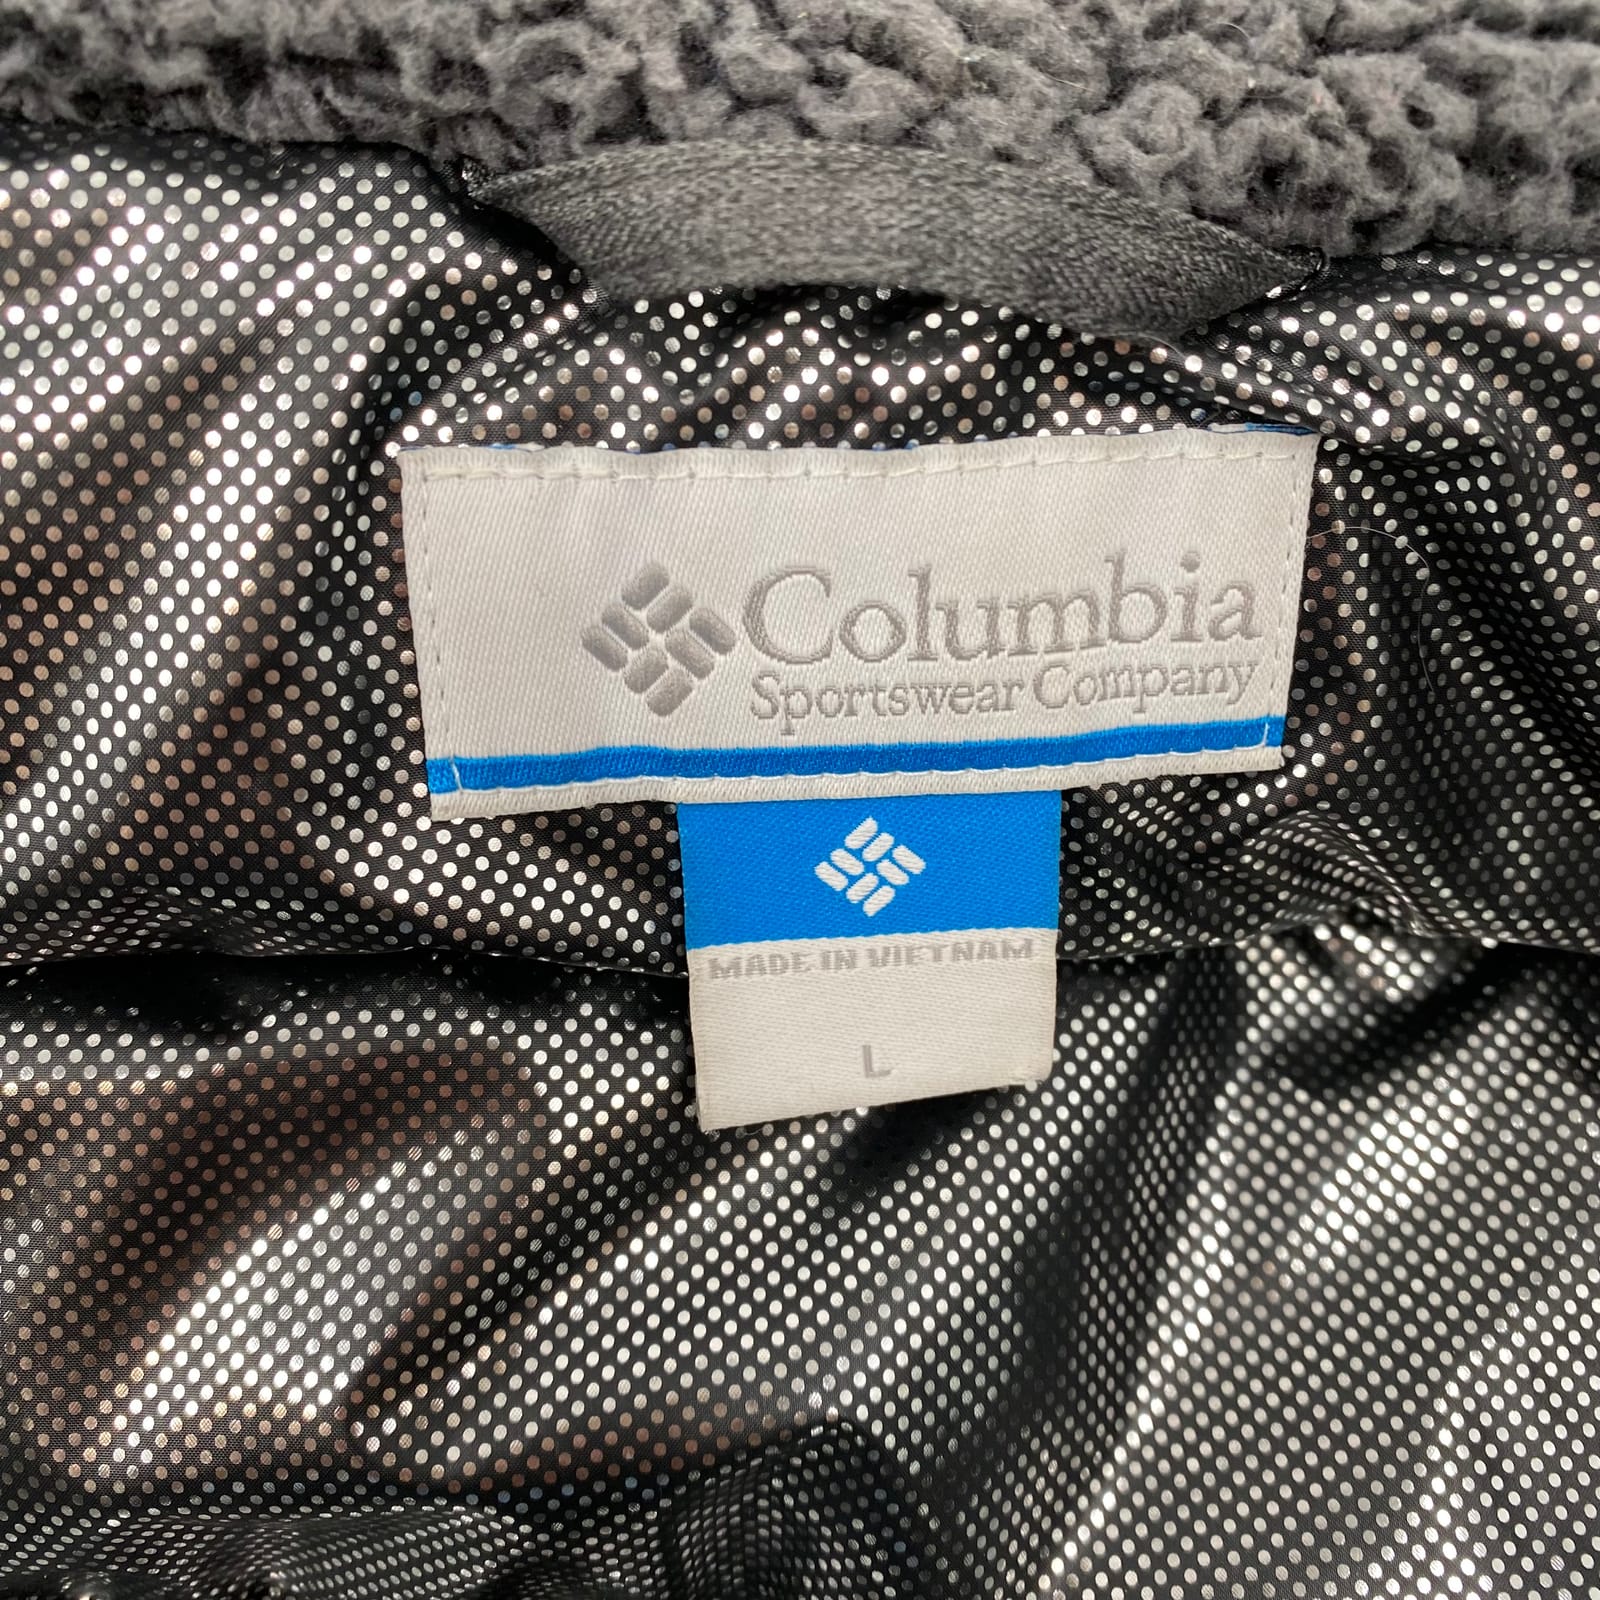 Columbia
Sportswear Company
MADE IN VIETNAM
L